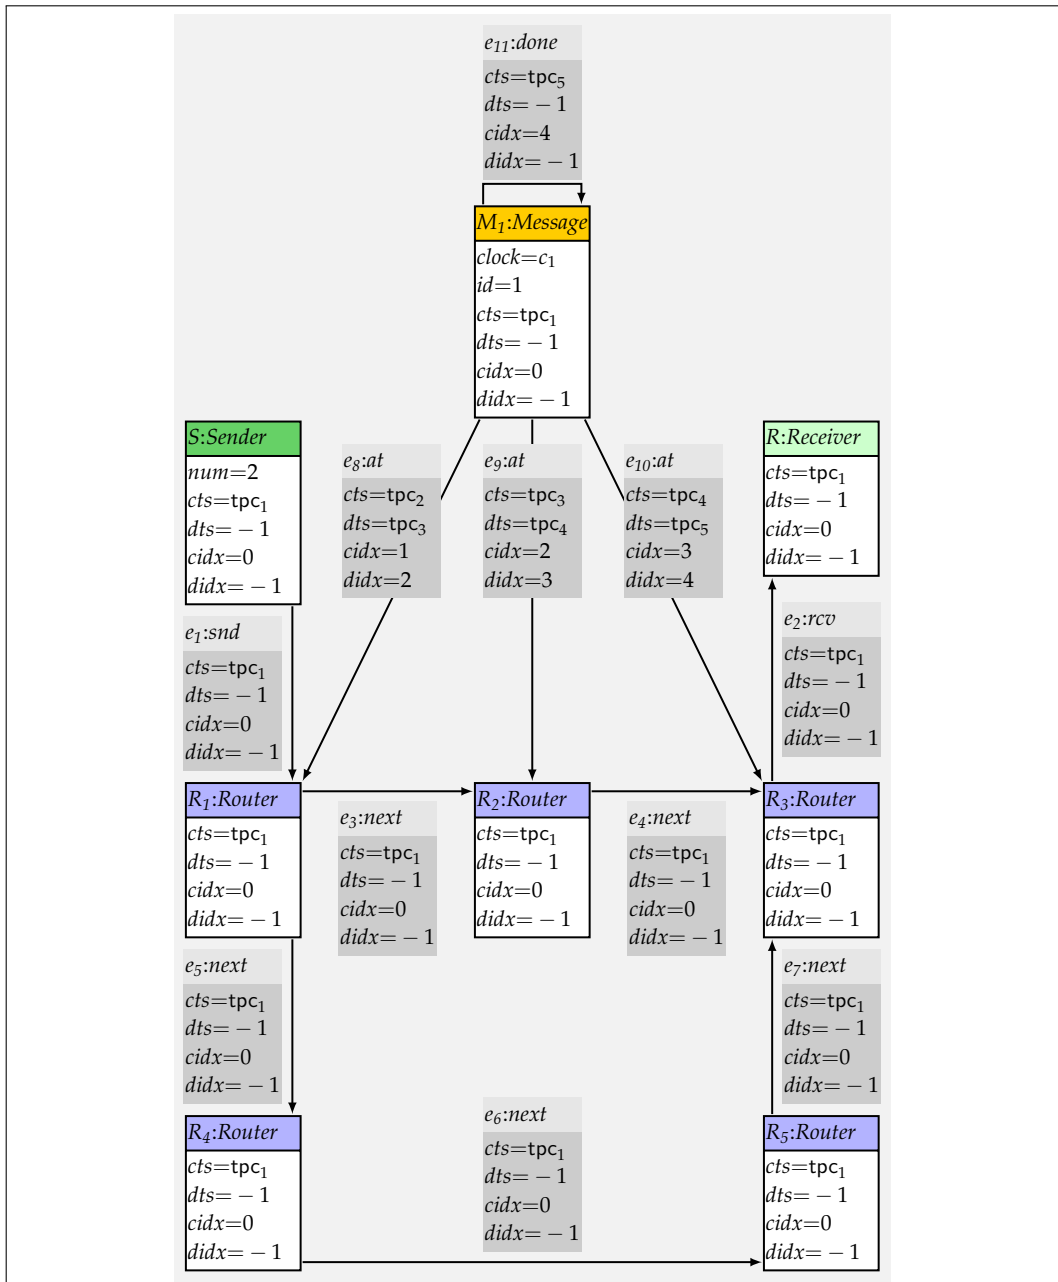 e11:done
cts=tpc5
dts= − 1
cidx=4
didx= − 1
M1:Message
clock=c1
id=1
cts=tpc1
dts= − 1
cidx=0
didx= − 1
S:Sender
num=2
cts=tpc1
dts= − 1
cidx=0
didx= − 1
e8:at
cts=tpc2
dts=tpc3
cidx=1
didx=2
e9:at
cts=tpc3
dts=tpc4
cidx=2
didx=3
e10:at
cts=tpc4
dts=tpc5
cidx=3
didx=4
R:Receiver
cts=tpc1
dts= − 1
cidx=0
didx= − 1
e1:snd
cts=tpc1
dts= − 1
cidx=0
didx= − 1
e2:rcv
cts=tpc1
dts= − 1
cidx=0
didx= − 1
R1:Router
cts=tpc1
dts= − 1
cidx=0
didx= − 1
e3:next
cts=tpc1
dts= − 1
cidx=0
didx= − 1
R2:Router
cts=tpc1
dts= − 1
cidx=0
didx= − 1
e4:next
cts=tpc1
dts= − 1
cidx=0
didx= − 1
R3:Router
cts=tpc1
dts= − 1
cidx=0
didx= − 1
e5:next
cts=tpc1
dts= − 1
cidx=0
didx= − 1
e7:next
cts=tpc1
dts= − 1
cidx=0
didx= − 1
R4:Router
cts=tpc1
dts= − 1
cidx=0
didx= − 1
e6:next
cts=tpc1
dts= − 1
cidx=0
didx= − 1
R5:Router
cts=tpc1
dts= − 1
cidx=0
didx= − 1